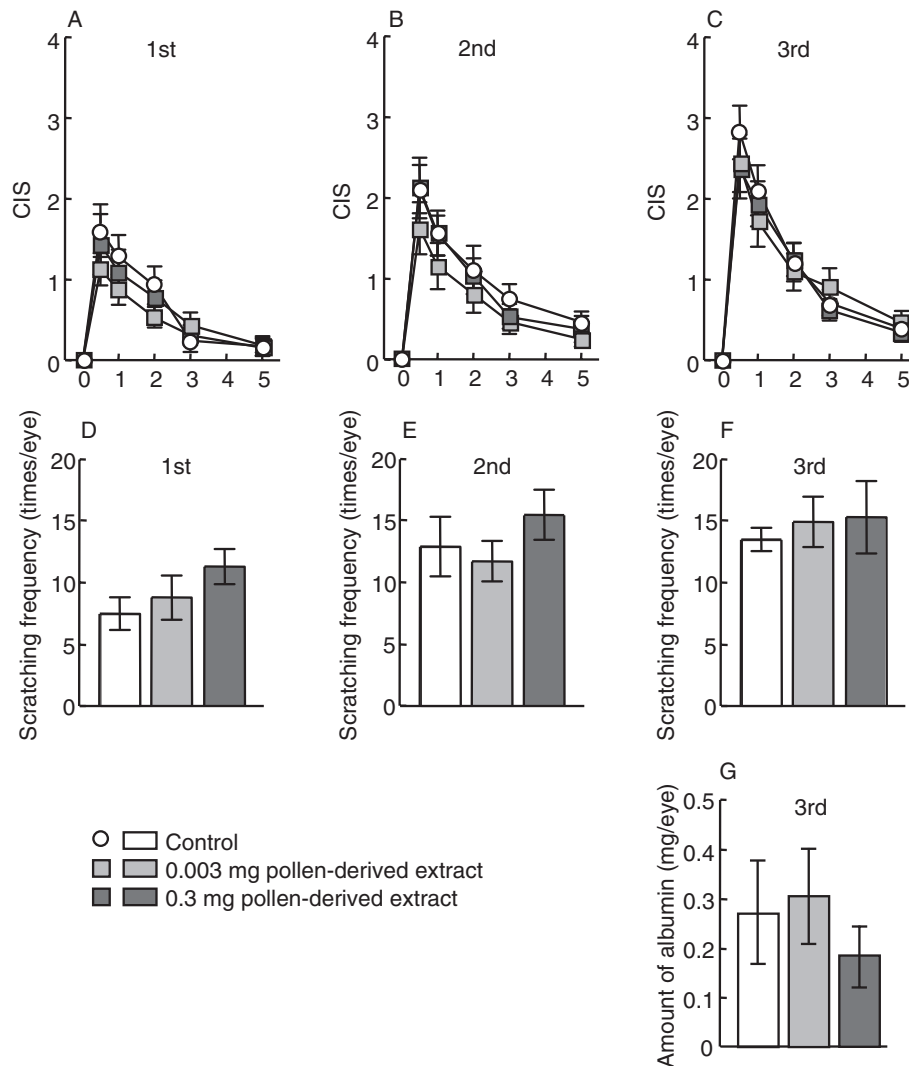 A
1st
CIS
4
3
2
1
0
0 1 2 3 5
B
2nd
CIS
4
3
2
1
0
0 1 2 3 5
C
3rd
CIS
4
3
2
1
0
0 1 2 3 5
D
1st
Scratching frequency (times/eye)
20
15
10
5
0
E
2nd
Scratching frequency (times/eye)
20
15
10
5
0
F
3rd
Scratching frequency (times/eye)
20
15
10
5
0
G
3rd
Amount of albumin (mg/eye)
0.5
0.4
0.3
0.2
0.1
0
Control
0.003 mg pollen-derived extract
0.3 mg pollen-derived extract